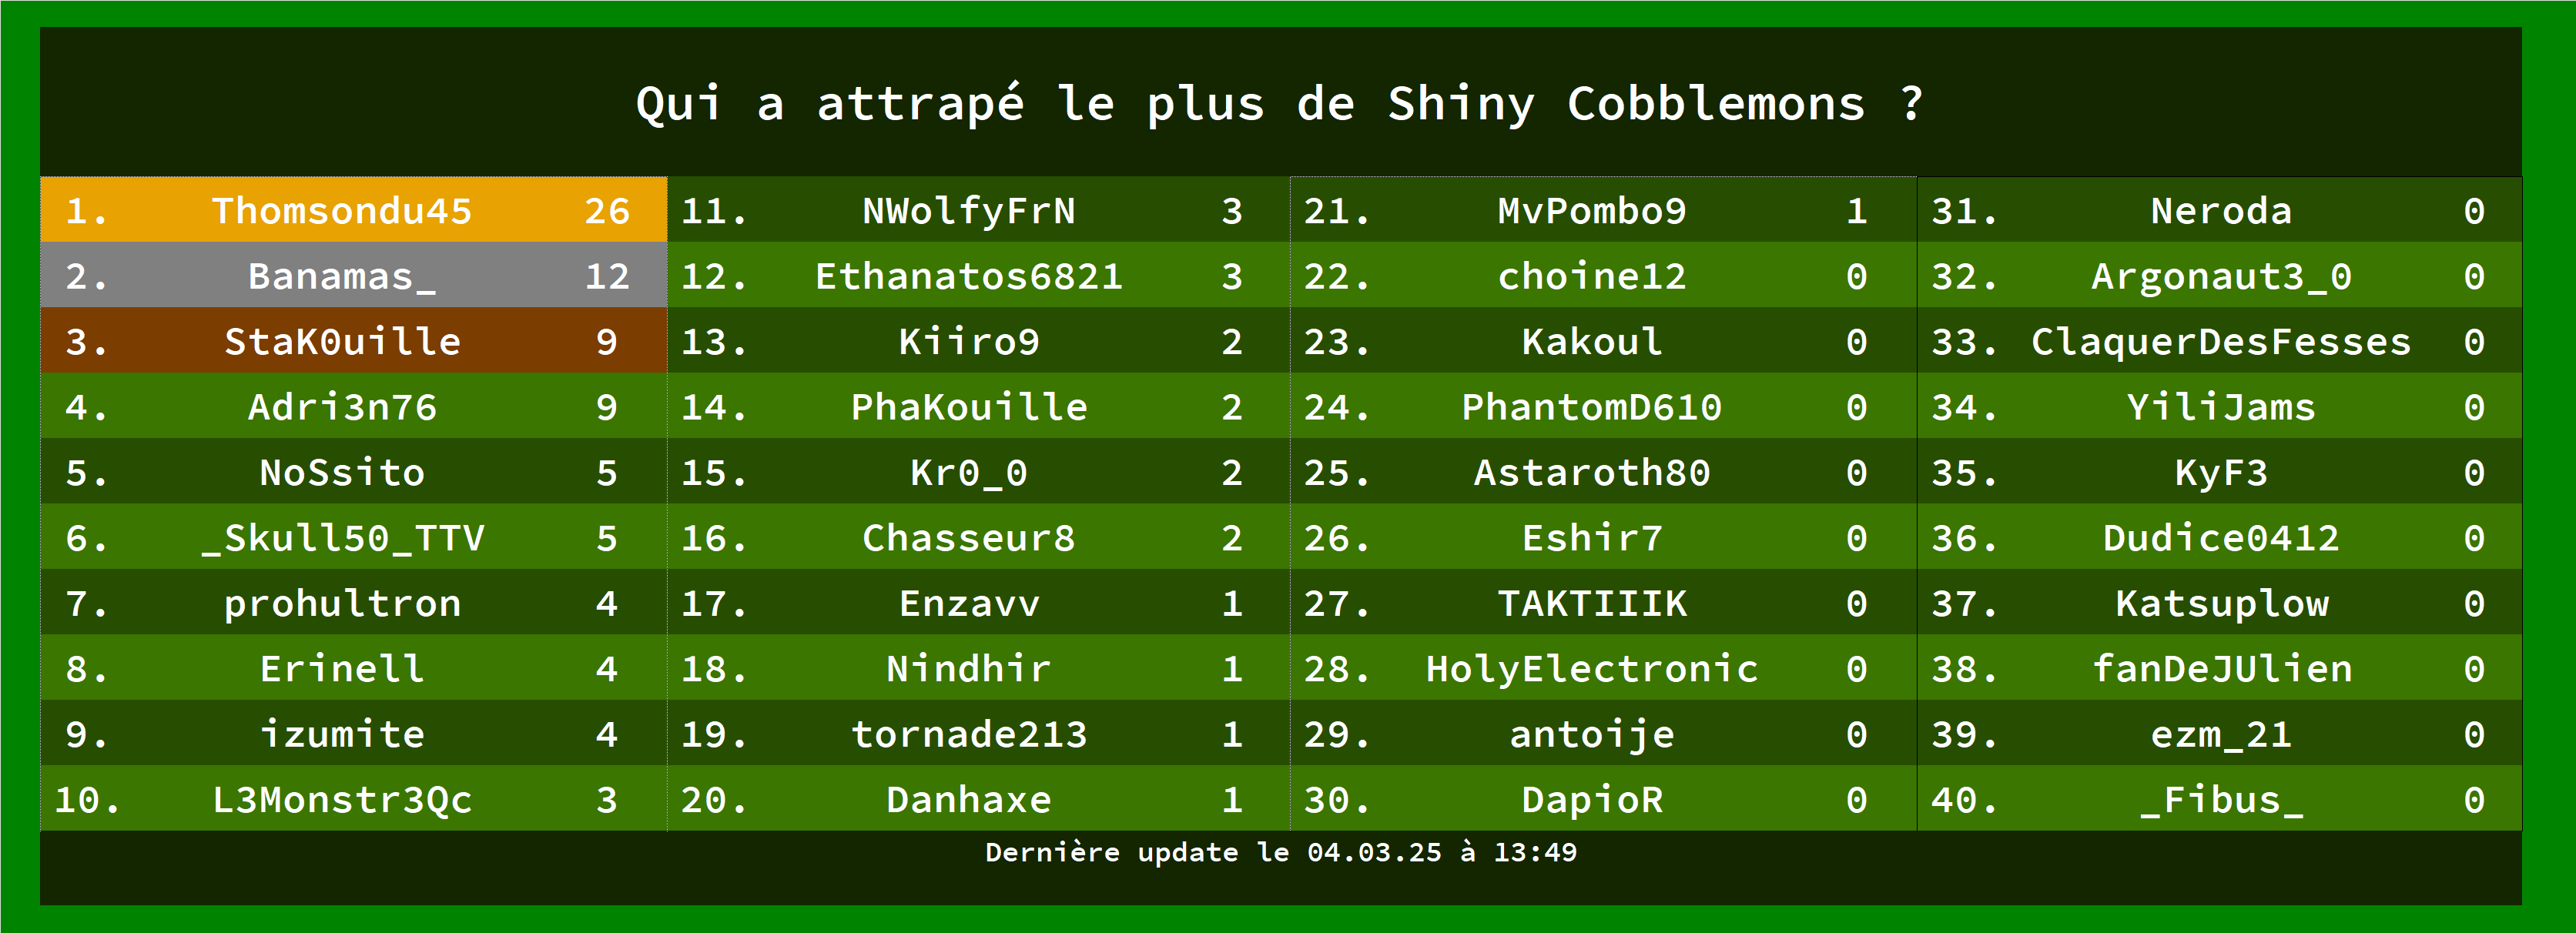 Qui a attrapé le plus de Shiny Cobblemons ?
1. Thomsondu45 26
2. Banamas_ 12
3. StaK0uille 9
4. Adri3n76 9
5. NoSsito 5
6. _Skull50_TTV 5
7. prohultron 4
8. Erinell 4
9. izumite 4
10. L3Monstr3Qc 3
11. NWolfyFrN 3
12. Ethanatos6821 3
13. Kiiro9 2
14. PhaKouille 2
15. Kr0_0 2
16. Chasseur8 2
17. Enzavv 1
18. Nindhir 1
19. tornade213 1
20. Danhaxe 1
21. MvPombo9 1
22. choine12 0
23. Kakoul 0
24. PhantomD610 0
25. Astaroth80 0
26. Eshir7 0
27. TAKTIIIK 0
28. HolyElectronic 0
29. antoije 0
30. DapioR 0
31. Neroda 0
32. Argonaut3_0 0
33. ClaquerDesFesses 0
34. YiliJams 0
35. KyF3 0
36. Dudice0412 0
37. Katsuplow 0
38. fanDeJUlien 0
39. ezm_21 0
40. _Fibus_ 0
Dernière update le 04.03.25 à 13:49